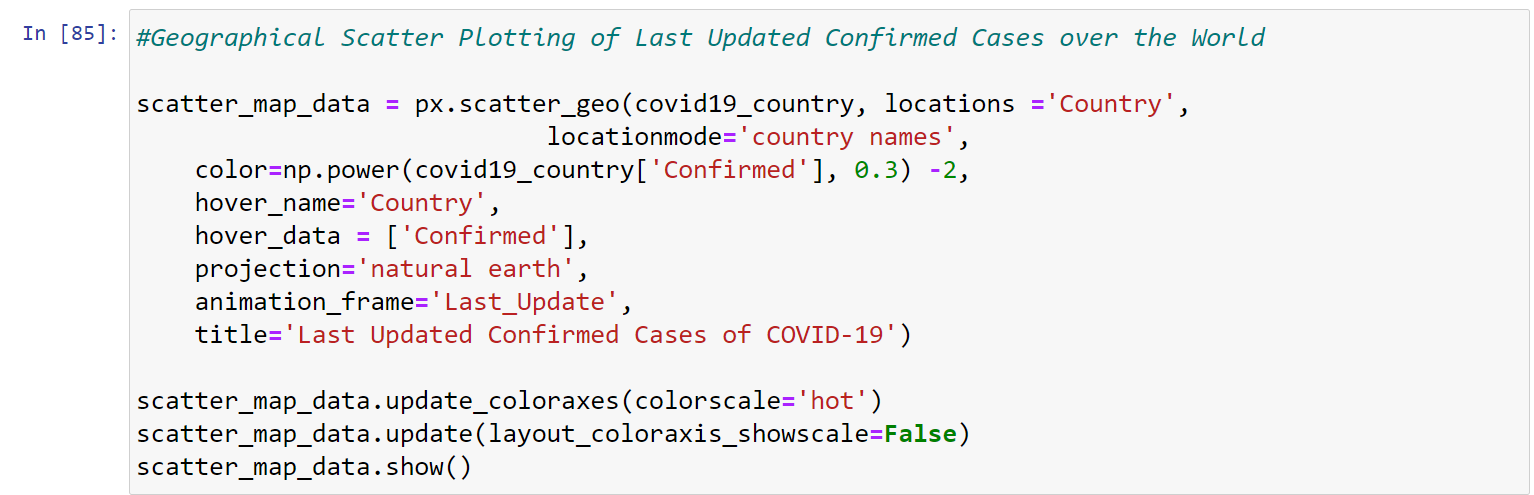 In [85]: #Geographical Scatter Plotting of Last Updated Confirmed Cases over the World
scatter_map_data = px.scatter_geo(covid19_country, locations ='Country',
locationmode='country names',
color=np.power(covid19_country['Confirmed'], 0.3) -2,
hover_name='Country',
hover_data = ['Confirmed'],
projection='natural earth',
animation_frame='Last_Update',
title='Last Updated Confirmed Cases of COVID-19')
scatter_map_data.update_coloraxes(colorscale='hot')
scatter_map_data.update(layout_coloraxis_showscale=False)
scatter_map_data.show()